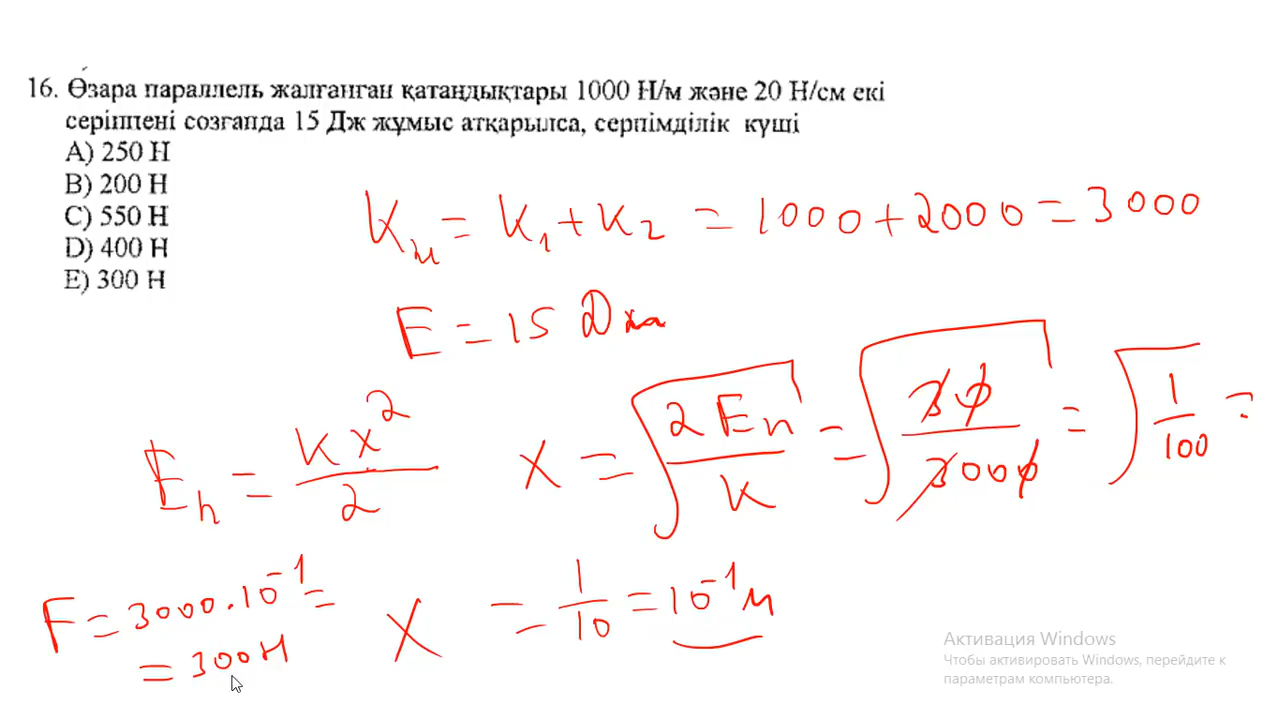 16. Өзара параллель жалғанған қатаңдықтары 1000 Н/м және 20 Н/см екі
серіппені созғанда 15 Дж жұмыс атқарылса, серпімділік күші
A) 250 Н
B) 200 Н
C) 550 Н
D) 400 Н
E) 300 Н
Kж = K₁ + K₂ = 1000 + 2000 = 3000
E = 15 Дж
Eп = kx²/2 x = √(2Eп/k) = √(30/3000) = √(1/100) =
F = 3000 · 10⁻¹ = x = 1/10 = 10⁻¹ м
= 300 Н
Активация Windows
Чтобы активировать Windows, перейдите к
параметрам компьютера.